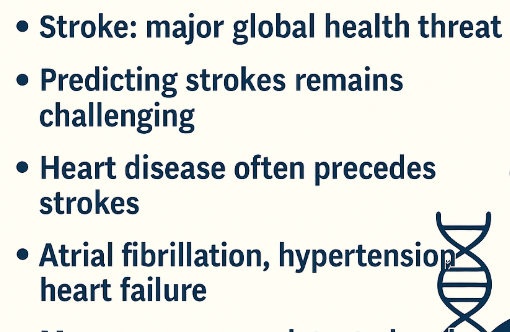 • Stroke: major global health threat
• Predicting strokes remains
challenging
• Heart disease often precedes
strokes
• Atrial fibrillation, hypertension
heart failure